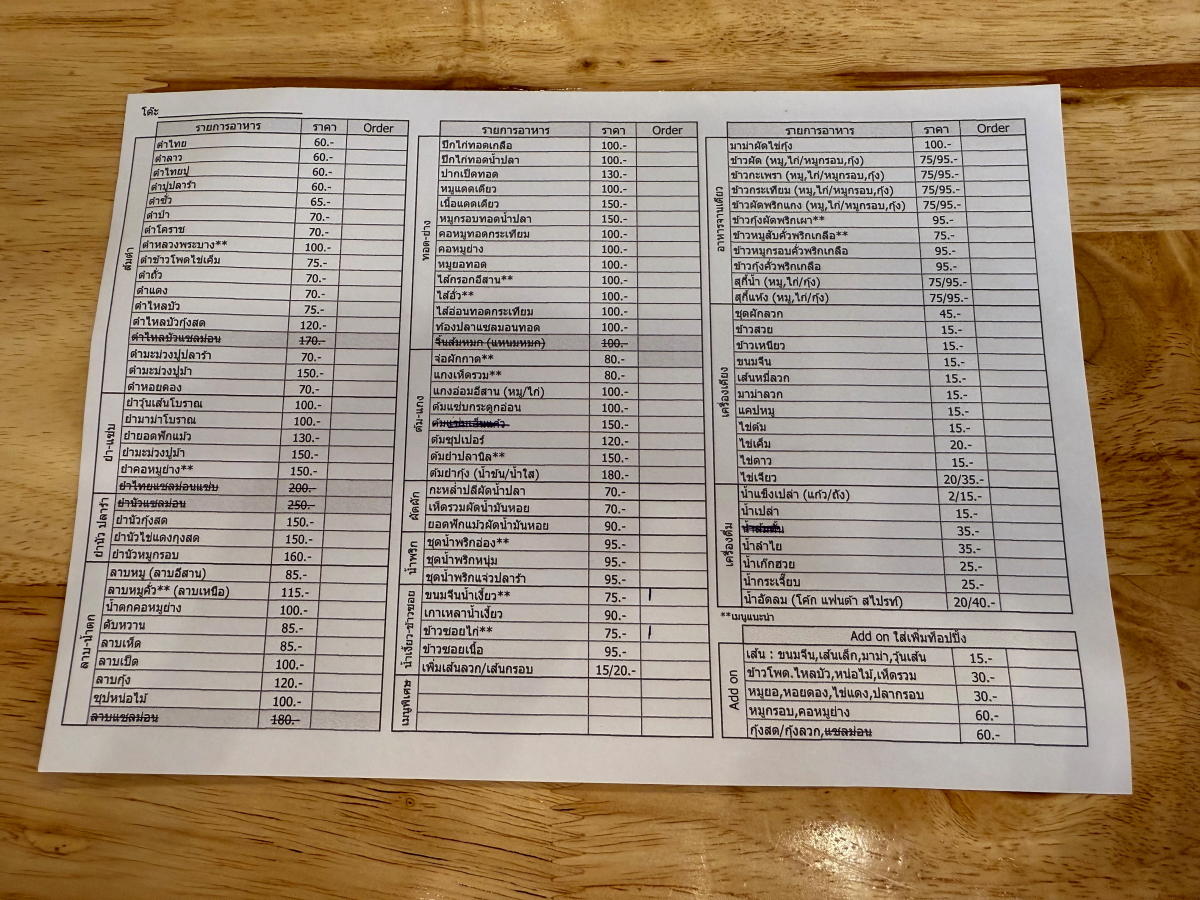 โต๊ะ
รายการอาหาร ราคา Order
ส้มตำ
ตำไทย 60.-
ตำลาว 60.-
ตำไทยปู 60.-
ตำปูปลาร้า 60.-
ตำซั่ว 65.-
ตำป่า 70.-
ตำโคราช 70.-
ตำหลวงพระบาง** 100.-
ตำข้าวโพดไข่เค็ม 75.-
ตำถั่ว 70.-
ตำแตง 70.-
ตำไหลบัว 75.-
ตำไหลบัวกุ้งสด 120.-
ตำไหลบัวแซลม่อน 170.-
ตำมะม่วงปูปลาร้า 70.-
ตำมะม่วงปูม้า 150.-
ตำหอยดอง 70.-
ยำ-แซ่บ
ยำวุ้นเส้นโบราณ 100.-
ยำมาม่าโบราณ 100.-
ยำยอดฟักแม้ว 130.-
ยำมะม่วงปูม้า 150.-
ยำคอหมูย่าง** 150.-
ยำไทยแซลม่อนแซ่บ 200.-
ยำนัว ปลาร้า
ยำนัวแซลม่อน 250.-
ยำนัวกุ้งสด 150.-
ยำนัวไข่แดงกุงสด 150.-
ยำนัวหมูกรอบ 160.-
ลาบ-น้ำตก
ลาบหมู (ลาบอีสาน) 85.-
ลาบหมูคั่ว** (ลาบเหนือ) 115.-
น้ำตกคอหมูย่าง 100.-
ตับหวาน 85.-
ลาบเห็ด 85.-
ลาบเป็ด 100.-
ลาบกุ้ง 120.-
ซุปหน่อไม้ 100.-
ลาบแซลม่อน 180.-
รายการอาหาร ราคา Order
ทอด-ย่าง
ปีกไก่ทอดเกลือ 100.-
ปีกไก่ทอดน้ำปลา 100.-
ปากเป็ดทอด 130.-
หมูแดดเดียว 100.-
เนื้อแดดเดียว 150.-
หมูกรอบทอดน้ำปลา 150.-
คอหมูทอดกระเทียม 100.-
คอหมูย่าง 100.-
หมูยอทอด 100.-
ไส้กรอกอีสาน** 100.-
ไส้อั่ว** 100.-
ไส้อ่อนทอดกระเทียม 100.-
ท้องปลาแซลมอนทอด 100.-
จิ้นส้มหมก (แหนมหมก) 100.-
ต้ม-แกง
จ่อผักกาด** 80.-
แกงเห็ดรวม** 80.-
แกงอ่อมอีสาน (หมู/ไก่) 100.-
ต้มแซ่บกระดูกอ่อน 100.-
ต้มแซ่บเอ็นแก้ว 150.-
ต้มซุปเปอร์ 120.-
ต้มยำปลานิล** 150.-
ต้มยำกุ้ง (น้ำข้น/น้ำใส) 180.-
ผัดผัก
กะหล่ำปลีผัดน้ำปลา 70.-
เห็ดรวมผัดน้ำมันหอย 70.-
ยอดฟักแม้วผัดน้ำมันหอย 90.-
น้ำพริก
ชุดน้ำพริกอ่อง** 95.-
ชุดน้ำพริกหนุ่ม 95.-
ชุดน้ำพริกแจ่วปลาร้า 95.-
น้ำเงี้ยว-ข้าวซอย
ขนมจีนน้ำเงี้ยว** 75.- |
เกาเหลาน้ำเงี้ยว 90.-
ข้าวซอยไก่** 75.- |
ข้าวซอยเนื้อ 95.-
เพิ่มเส้นลวก/เส้นกรอบ 15/20.-
เมนูพิเศษ
รายการอาหาร ราคา Order
อาหารจานเดียว
มาม่าผัดไข่กุ้ง 100.-
ข้าวผัด (หมู,ไก่/หมูกรอบ,กุ้ง) 75/95.-
ข้าวกะเพรา (หมู,ไก่/หมูกรอบ,กุ้ง) 75/95.-
ข้าวกระเทียม (หมู,ไก่/หมูกรอบ,กุ้ง) 75/95.-
ข้าวผัดพริกแกง (หมู,ไก่/หมูกรอบ,กุ้ง) 75/95.-
ข้าวกุ้งผัดพริกเผา** 95.-
ข้าวหมูสับคั่วพริกเกลือ** 75.-
ข้าวหมูกรอบคั่วพริกเกลือ 95.-
ข้าวกุ้งคั่วพริกเกลือ 95.-
สุกี้น้ำ (หมู,ไก่/กุ้ง) 75/95.-
สุกี้แห้ง (หมู,ไก่/กุ้ง) 75/95.-
เครื่องเคียง
ชุดผักลวก 45.-
ข้าวสวย 15.-
ข้าวเหนียว 15.-
ขนมจีน 15.-
เส้นหมี่ลวก 15.-
มาม่าลวก 15.-
แคปหมู 15.-
ไข่ต้ม 15.-
ไข่เค็ม 20.-
ไข่ดาว 15.-
ไข่เจียว 20/35.-
เครื่องดื่ม
น้ำแข็งเปล่า (แก้ว/ถัง) 2/15.-
น้ำเปล่า 15.-
น้ำส้มคั้น 35.-
น้ำลำไย 35.-
น้ำเก๊กฮวย 25.-
น้ำกระเจี๊ยบ 25.-
น้ำอัดลม (โค้ก แฟนต้า สไปรท์) 20/40.-
**เมนูแนะนำ
Add on ใส่เพิ่มท็อปปิ้ง
Add on
เส้น : ขนมจีน,เส้นเล็ก,มาม่า,วุ้นเส้น 15.-
ข้าวโพด.ไหลบัว,หน่อไม้,เห็ดรวม 30.-
หมูยอ,หอยดอง,ไข่แดง,ปลากรอบ 30.-
หมูกรอบ,คอหมูย่าง 60.-
กุ้งสด/กุ้งลวก,แซลม่อน 60.-